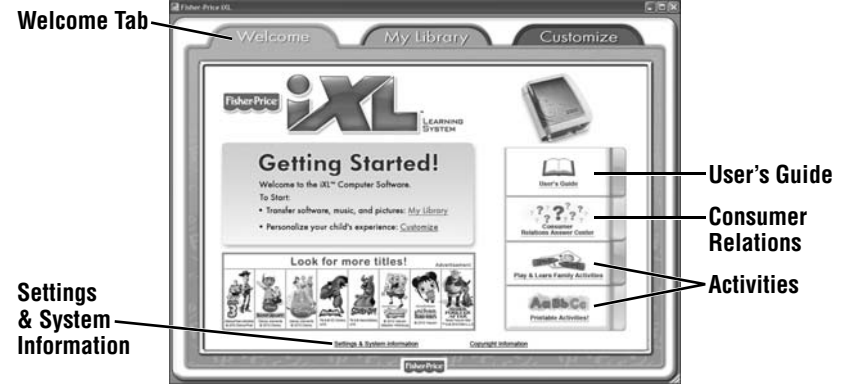 Fisher-Price iXL
Welcome Tab
Welcome
My Library
Customize
Fisher-Price
iXL
LEARNING
SYSTEM
Getting Started!
Welcome to the iXL™ Computer Software.
To Start:
• Transfer software, music, and pictures: My Library
• Personalize your child's experience: Customize
User's Guide
User's Guide
Consumer
Relations Answer Center
Consumer
Relations
Play & Learn Family Activities
Activities
AaBbCc
Printable Activities!
Look for more titles!
Advertisement
Settings
& System
Information
Settings & System Information
Copyright Information
Fisher-Price